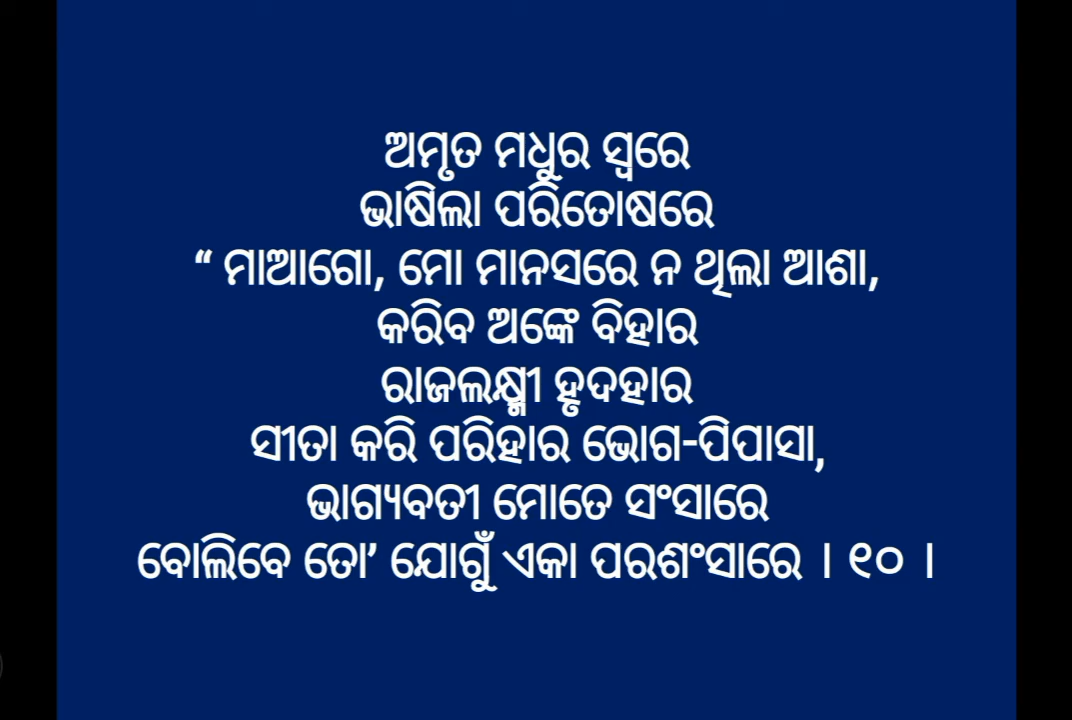 ଅମୃତ ମଧୁର ସ୍ୱରେ
ଭାଷିଲା ପରିତୋଷରେ
“ ମାଆଗୋ, ମୋ ମାନସରେ ନ ଥିଲା ଆଶା,
କରିବ ଅଙ୍କେ ବିହାର
ରାଜଲକ୍ଷ୍ମୀ ହୃଦହାର
ସୀତା କରି ପରିହାର ଭୋଗ-ପିପାସା,
ଭାଗ୍ୟବତୀ ମୋତେ ସଂସାରେ
ବୋଲିବେ ତୋ’ ଯୋଗୁଁ ଏକା ପରଶଂସାରେ । ୧୦ ।